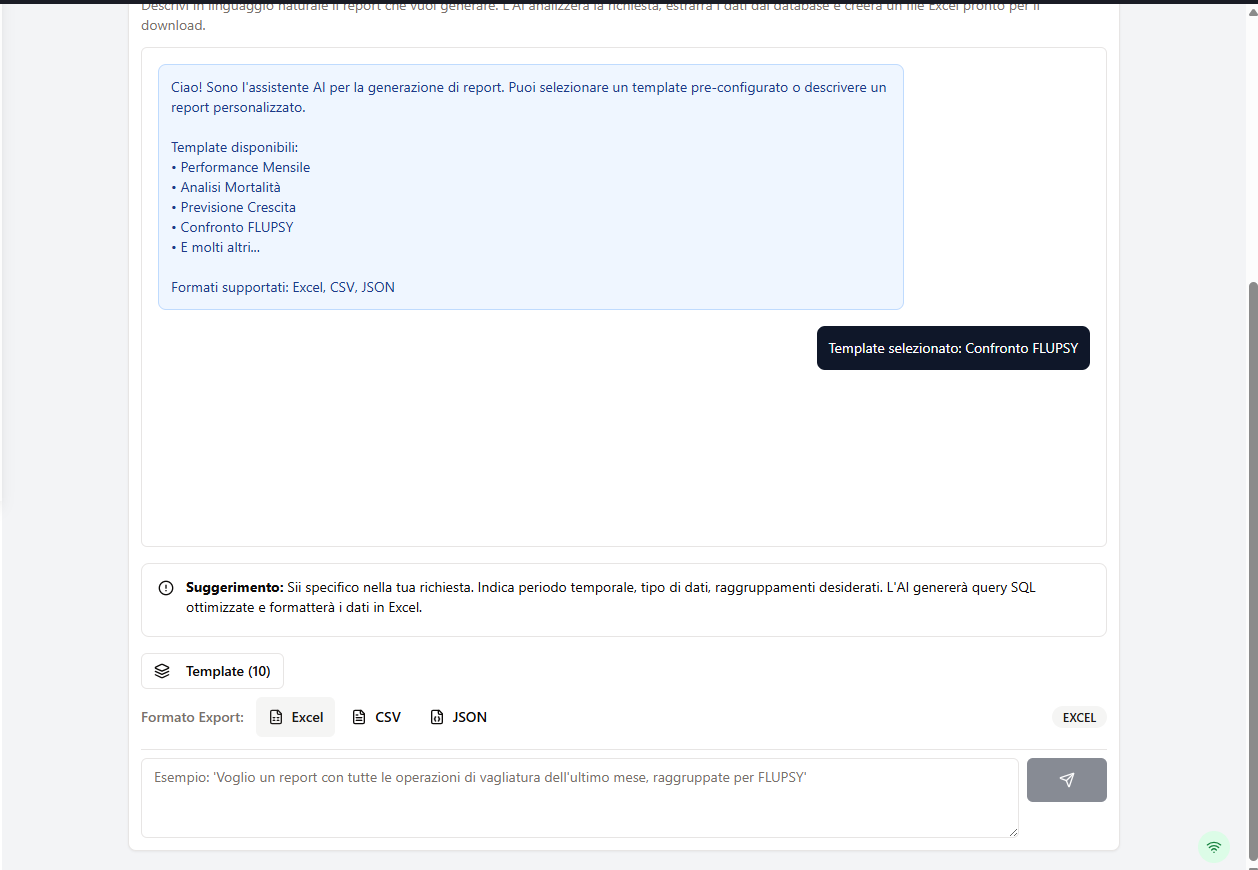 Descrivi in linguaggio naturale il report che vuoi generare. L'AI analizzerà la richiesta, estrarrà i dati dal database e creerà un file Excel pronto per il
download.
Ciao! Sono l'assistente AI per la generazione di report. Puoi selezionare un template pre-configurato o descrivere un
report personalizzato.
Template disponibili:
• Performance Mensile
• Analisi Mortalità
• Previsione Crescita
• Confronto FLUPSY
• E molti altri...
Formati supportati: Excel, CSV, JSON
Template selezionato: Confronto FLUPSY
Suggerimento: Sii specifico nella tua richiesta. Indica periodo temporale, tipo di dati, raggruppamenti desiderati. L'AI genererà query SQL
ottimizzate e formatterà i dati in Excel.
Template (10)
Formato Export: Excel CSV JSON EXCEL
Esempio: 'Voglio un report con tutte le operazioni di vagliatura dell'ultimo mese, raggruppate per FLUPSY'